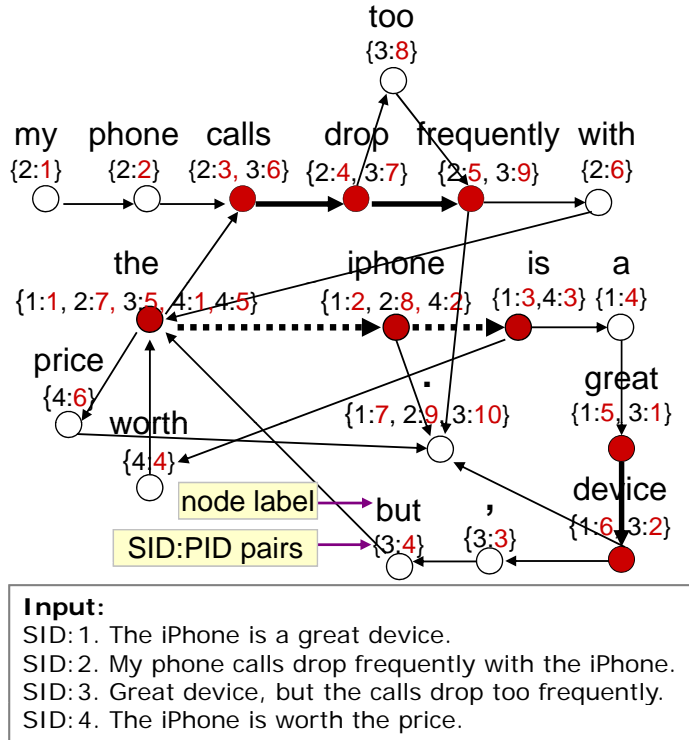 too
{3:8}
my phone calls drop frequently with
{2:1} {2:2} {2:3, 3:6} {2:4, 3:7} {2:5, 3:9} {2:6}
the iphone is a
{1:1, 2:7, 3:5, 4:1,4:5} {1:2, 2:8, 4:2} {1:3,4:3} {1:4}
price . great
{4:6} {1:7, 2:9, 3:10} {1:5, 3:1}
worth
{4:4}
node label but , device
SID:PID pairs {3:4} {3:3} {1:6, 3:2}
Input:
SID:1. The iPhone is a great device.
SID:2. My phone calls drop frequently with the iPhone.
SID:3. Great device, but the calls drop too frequently.
SID:4. The iPhone is worth the price.